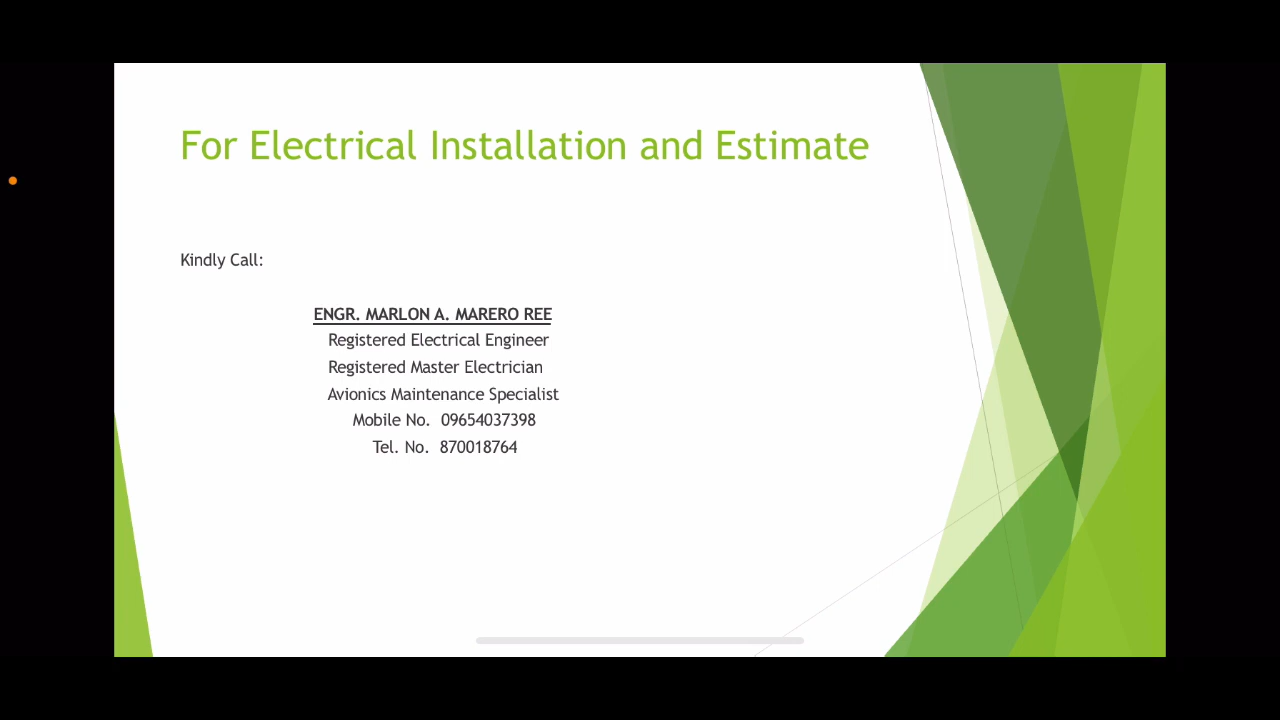 For Electrical Installation and Estimate
Kindly Call:
ENGR. MARLON A. MARERO REE
Registered Electrical Engineer
Registered Master Electrician
Avionics Maintenance Specialist
Mobile No. 09654037398
Tel. No. 870018764